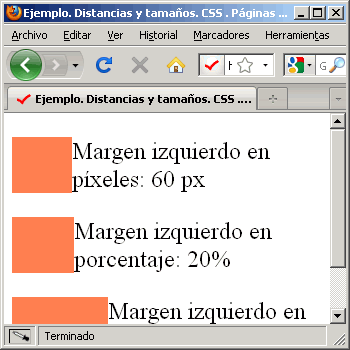 Ejemplo. Distancias y tamaños. CSS . Páginas ...
Archivo Editar Ver Historial Marcadores Herramientas
Ejemplo. Distancias y tamaños. CSS ....
Margen izquierdo en
píxeles: 60 px
Margen izquierdo en
porcentaje: 20%
Margen izquierdo en
Terminado